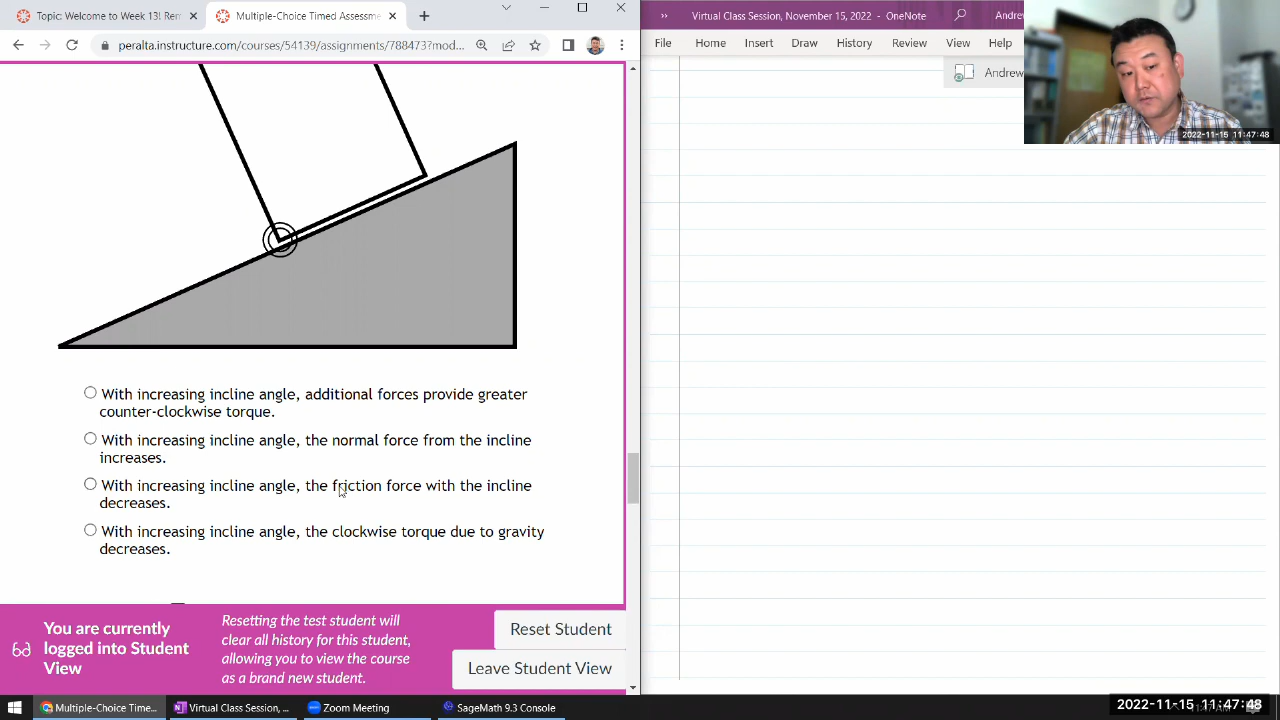 Topic: Welcome to Week 13! Rem
Multiple-Choice Timed Assessme
peralta.instructure.com/courses/54139/assignments/788473?mod...
Virtual Class Session, November 15, 2022 - OneNote
Andrew
File Home Insert Draw History Review View Help
Andrew
2022-11-15 11:47:48
With increasing incline angle, additional forces provide greater
counter-clockwise torque.
With increasing incline angle, the normal force from the incline
increases.
With increasing incline angle, the friction force with the incline
decreases.
With increasing incline angle, the clockwise torque due to gravity
decreases.
You are currently
logged into Student
View
Resetting the test student will
clear all history for this student,
allowing you to view the course
as a brand new student.
Reset Student
Leave Student View
Multiple-Choice Time...
Virtual Class Session, ...
Zoom Meeting
SageMath 9.3 Console
2022-11-15 11:47:48